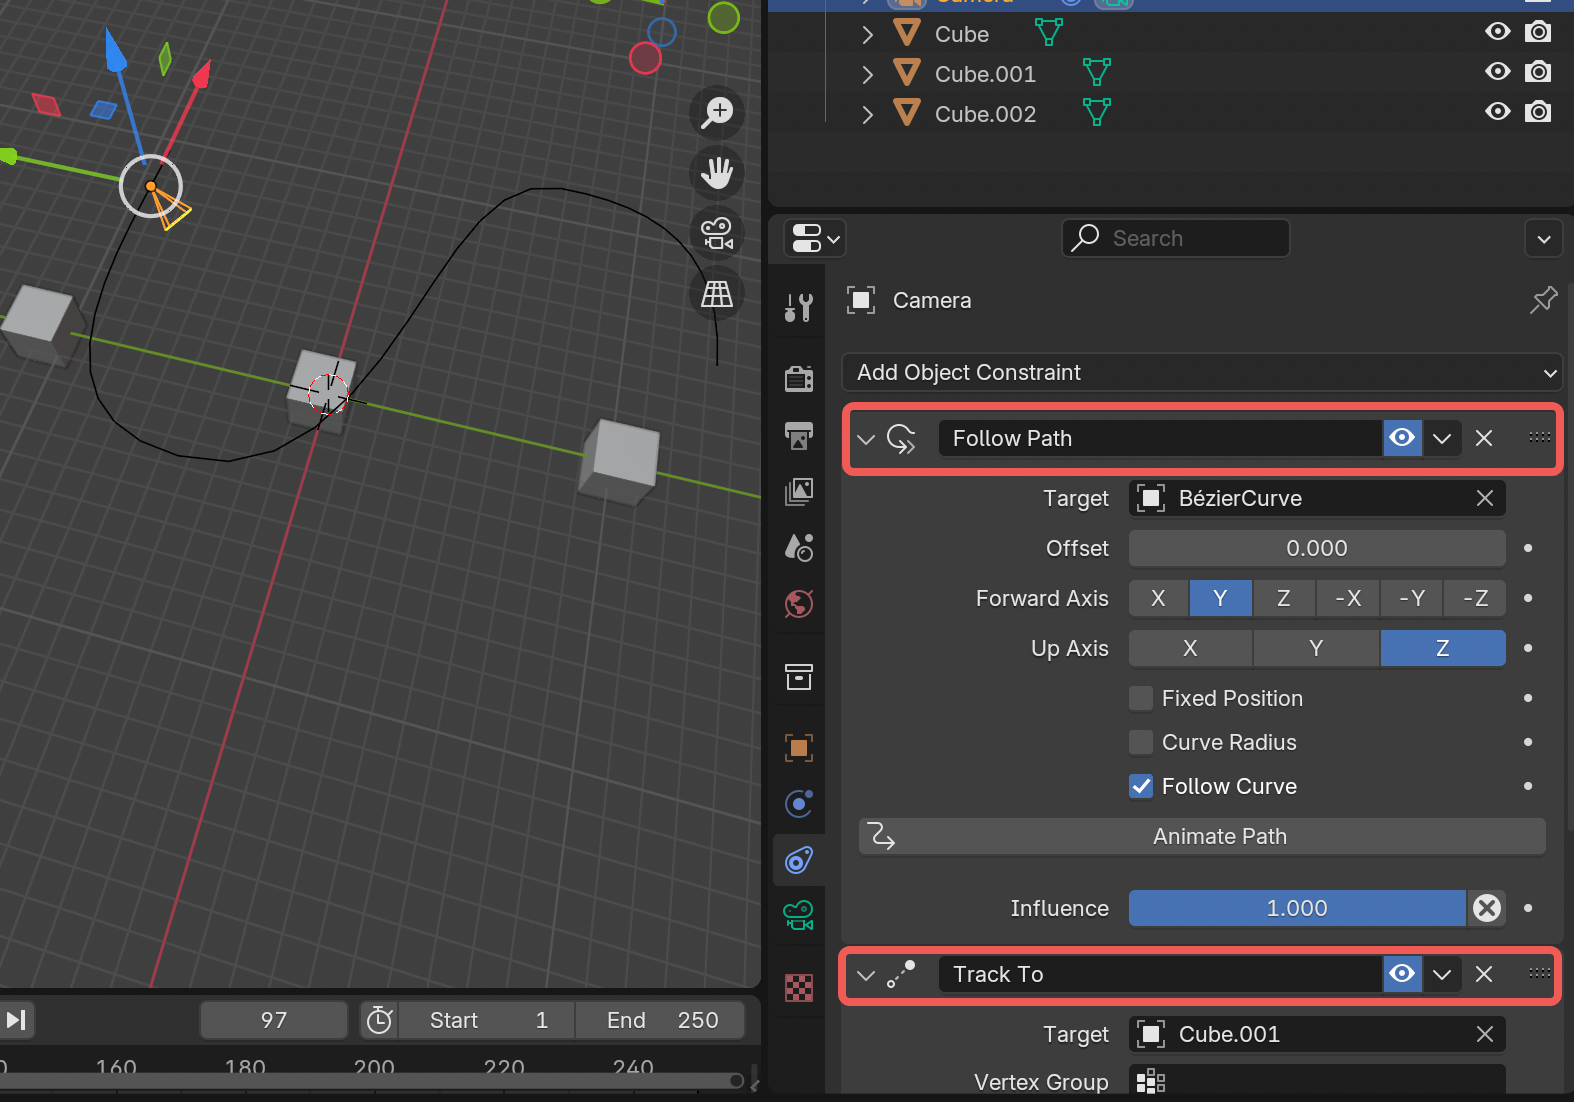 Camera
Cube
Cube.001
Cube.002
Search
Camera
Add Object Constraint
Follow Path
Target BézierCurve
Offset 0.000
Forward Axis X Y Z -X -Y -Z
Up Axis X Y Z
Fixed Position
Curve Radius
Follow Curve
Animate Path
Influence 1.000
Track To
Target Cube.001
Vertex Group
97 Start 1 End 250
160 180 200 220 240